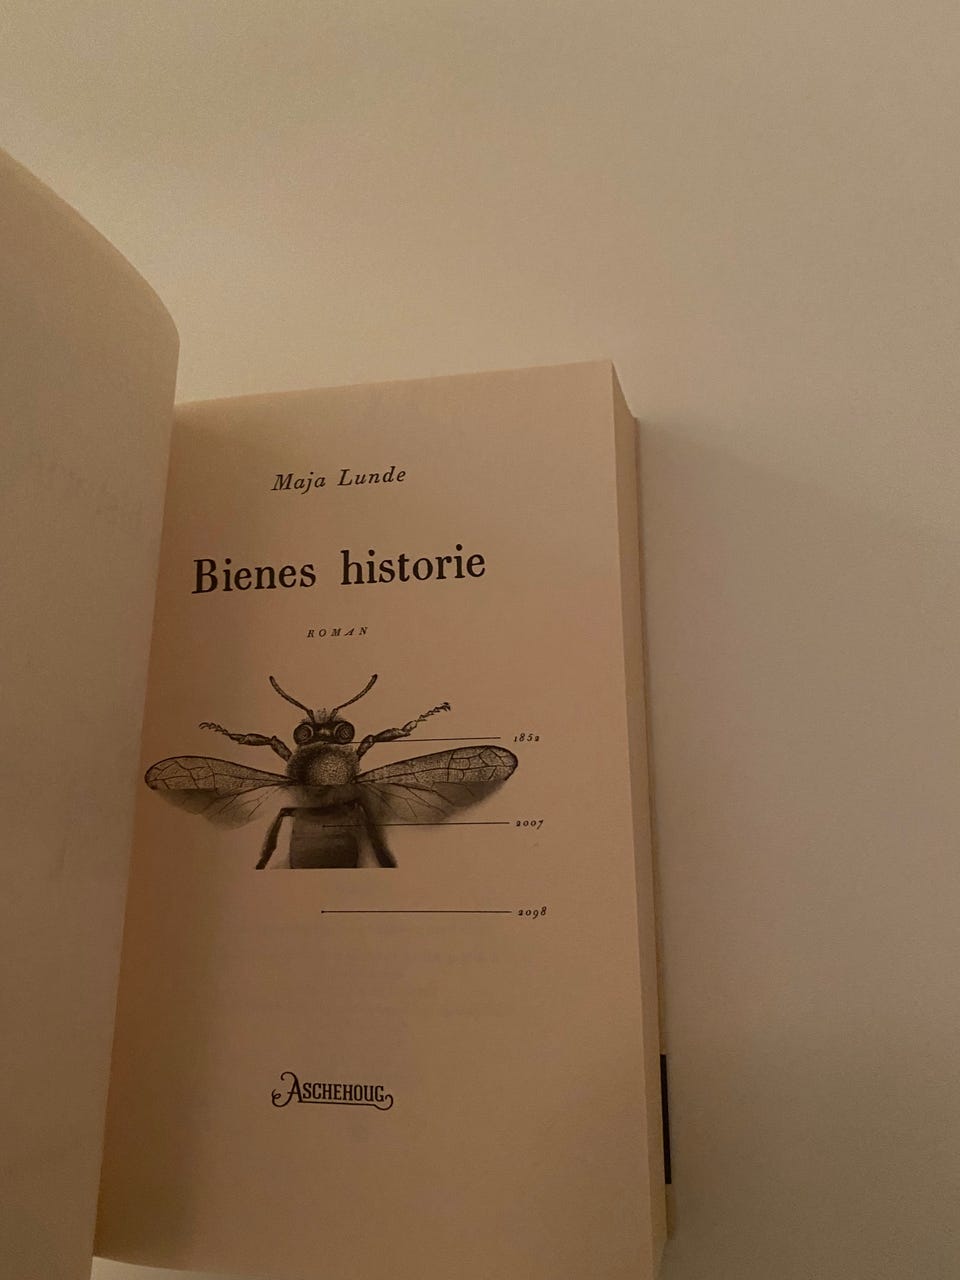 Maja Lunde
Bienes historie
ROMAN
1852
2007
2098
ASCHEHOUG